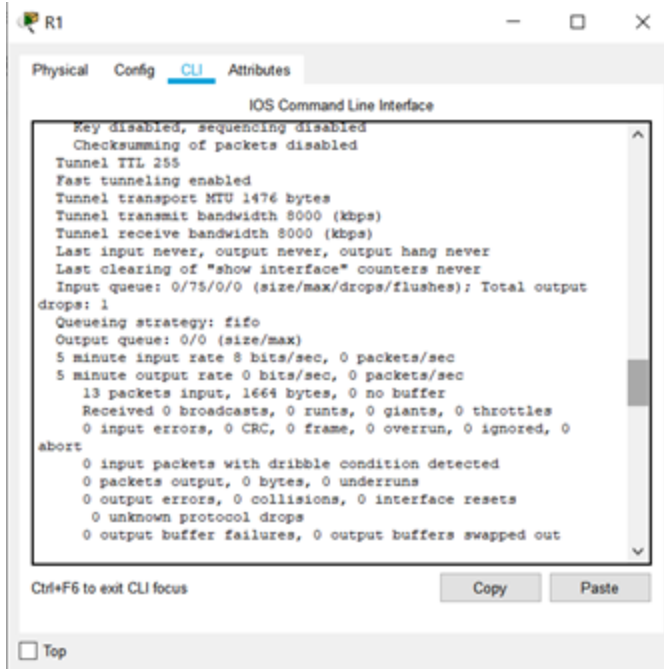 R1
Physical Config CLI Attributes
IOS Command Line Interface
Key disabled, sequencing disabled
Checksumming of packets disabled
Tunnel TTL 255
Fast tunneling enabled
Tunnel transport MTU 1476 bytes
Tunnel transmit bandwidth 8000 (kbps)
Tunnel receive bandwidth 8000 (kbps)
Last input never, output never, output hang never
Last clearing of "show interface" counters never
Input queue: 0/75/0/0 (size/max/drops/flushes); Total output
drops: 1
Queueing strategy: fifo
Output queue: 0/0 (size/max)
5 minute input rate 8 bits/sec, 0 packets/sec
5 minute output rate 0 bits/sec, 0 packets/sec
13 packets input, 1664 bytes, 0 no buffer
Received 0 broadcasts, 0 runts, 0 giants, 0 throttles
0 input errors, 0 CRC, 0 frame, 0 overrun, 0 ignored, 0
abort
0 input packets with dribble condition detected
0 packets output, 0 bytes, 0 underruns
0 output errors, 0 collisions, 0 interface resets
0 unknown protocol drops
0 output buffer failures, 0 output buffers swapped out
Ctrl+F6 to exit CLI focus
Copy Paste
Top